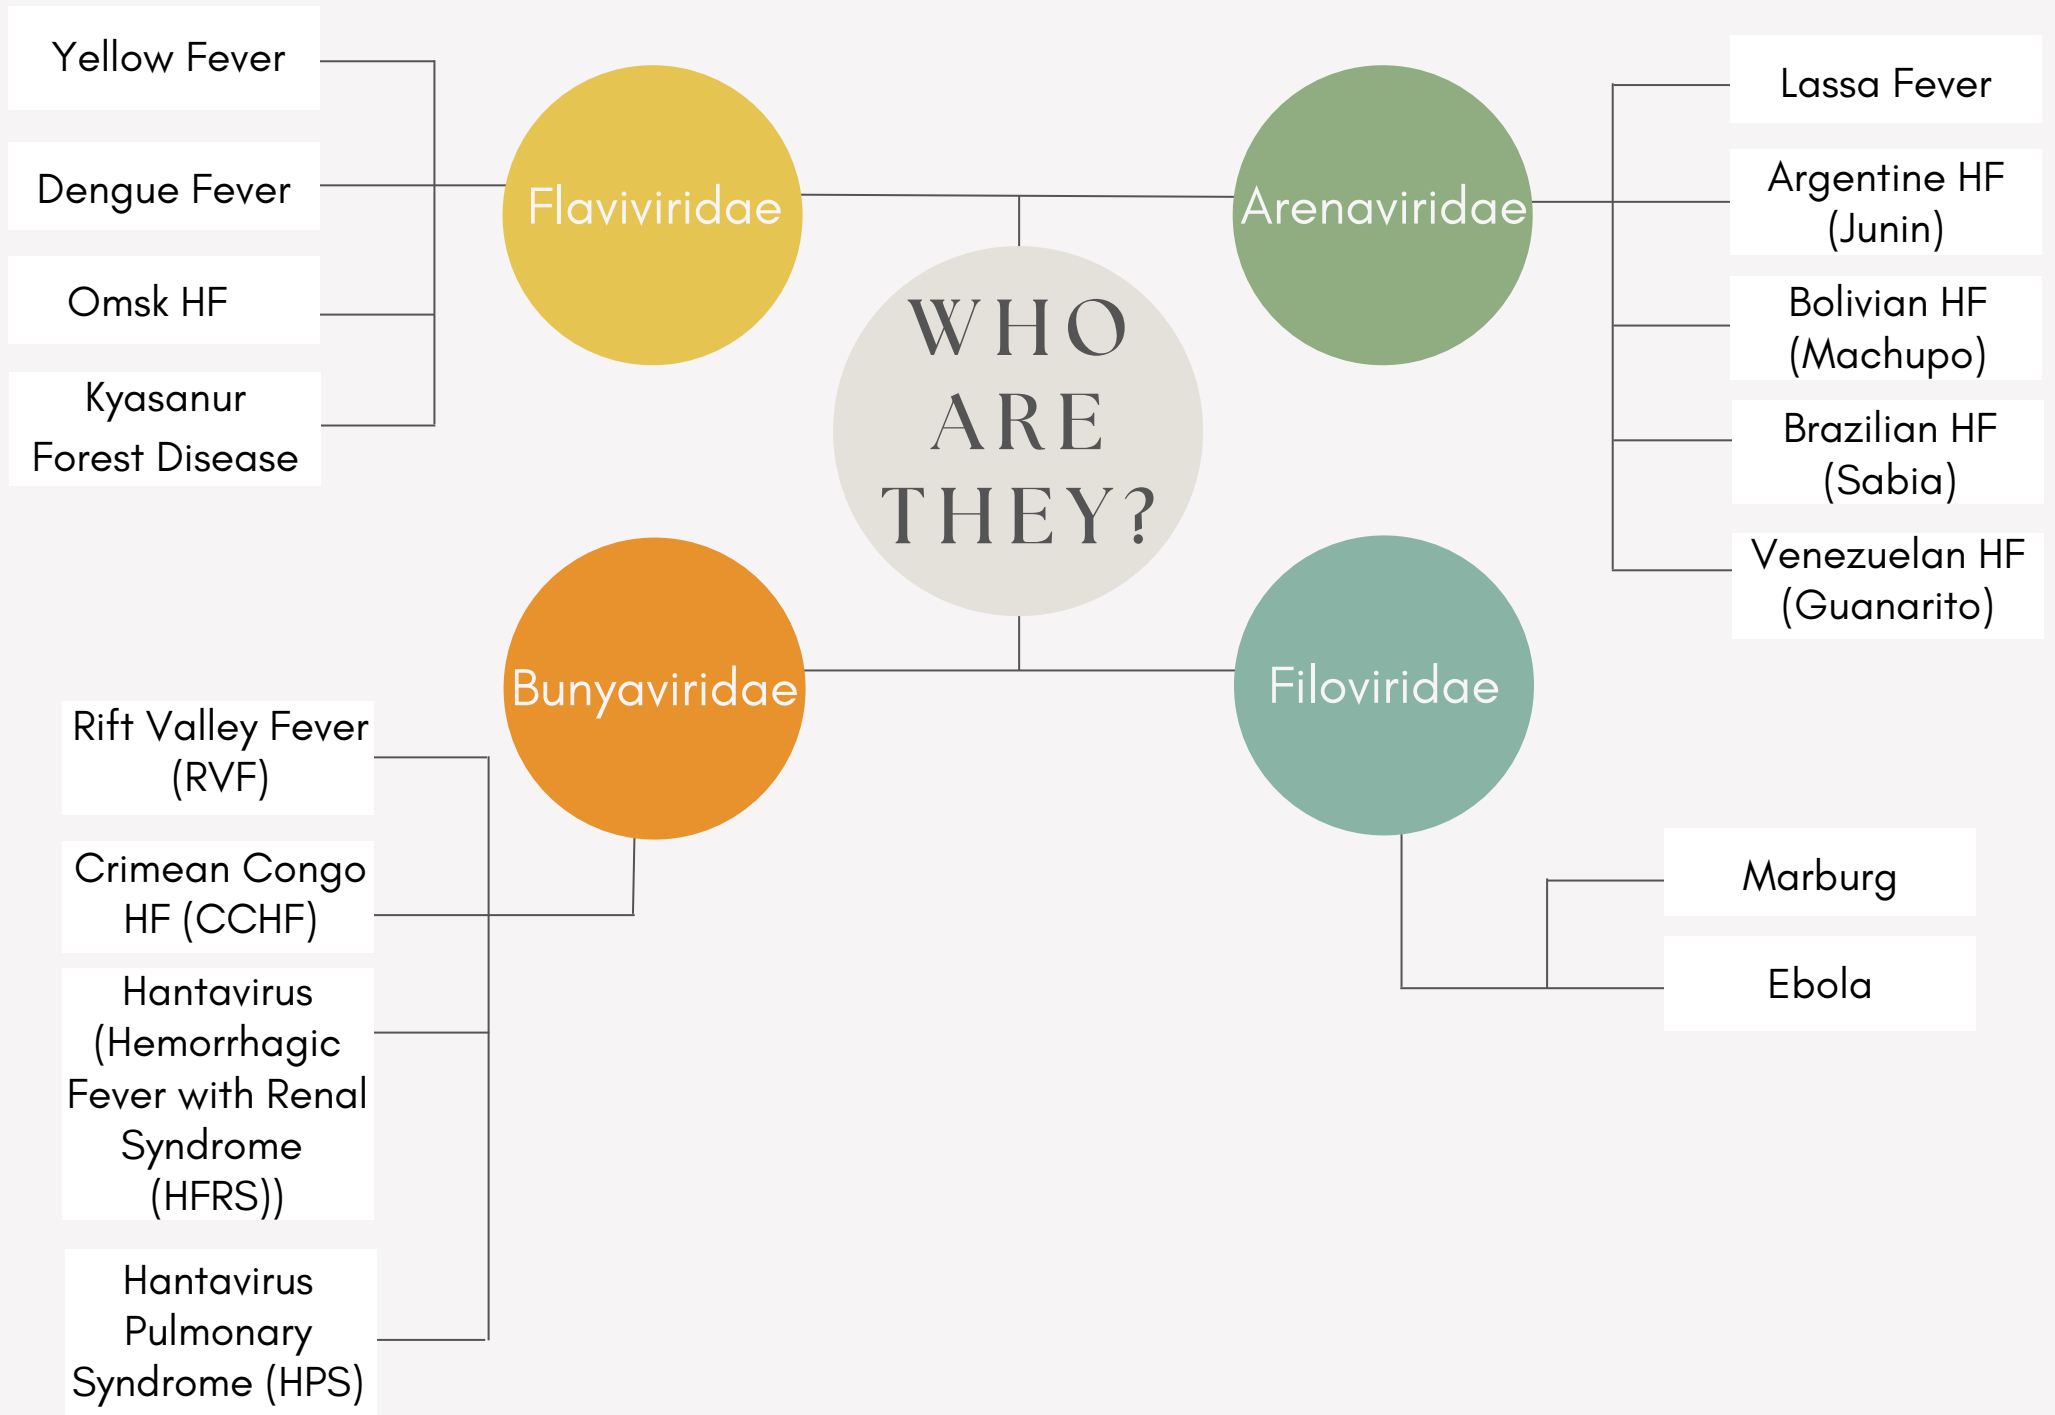 Yellow Fever
Dengue Fever
Omsk HF
Kyasanur
Forest Disease
Flaviviridae
Arenaviridae
Lassa Fever
Argentine HF
(Junin)
Bolivian HF
(Machupo)
Brazilian HF
(Sabia)
Venezuelan HF
(Guanarito)
WHO
ARE
THEY?
Bunyaviridae
Filoviridae
Rift Valley Fever
(RVF)
Crimean Congo
HF (CCHF)
Hantavirus
(Hemorrhagic
Fever with Renal
Syndrome
(HFRS))
Hantavirus
Pulmonary
Syndrome (HPS)
Marburg
Ebola